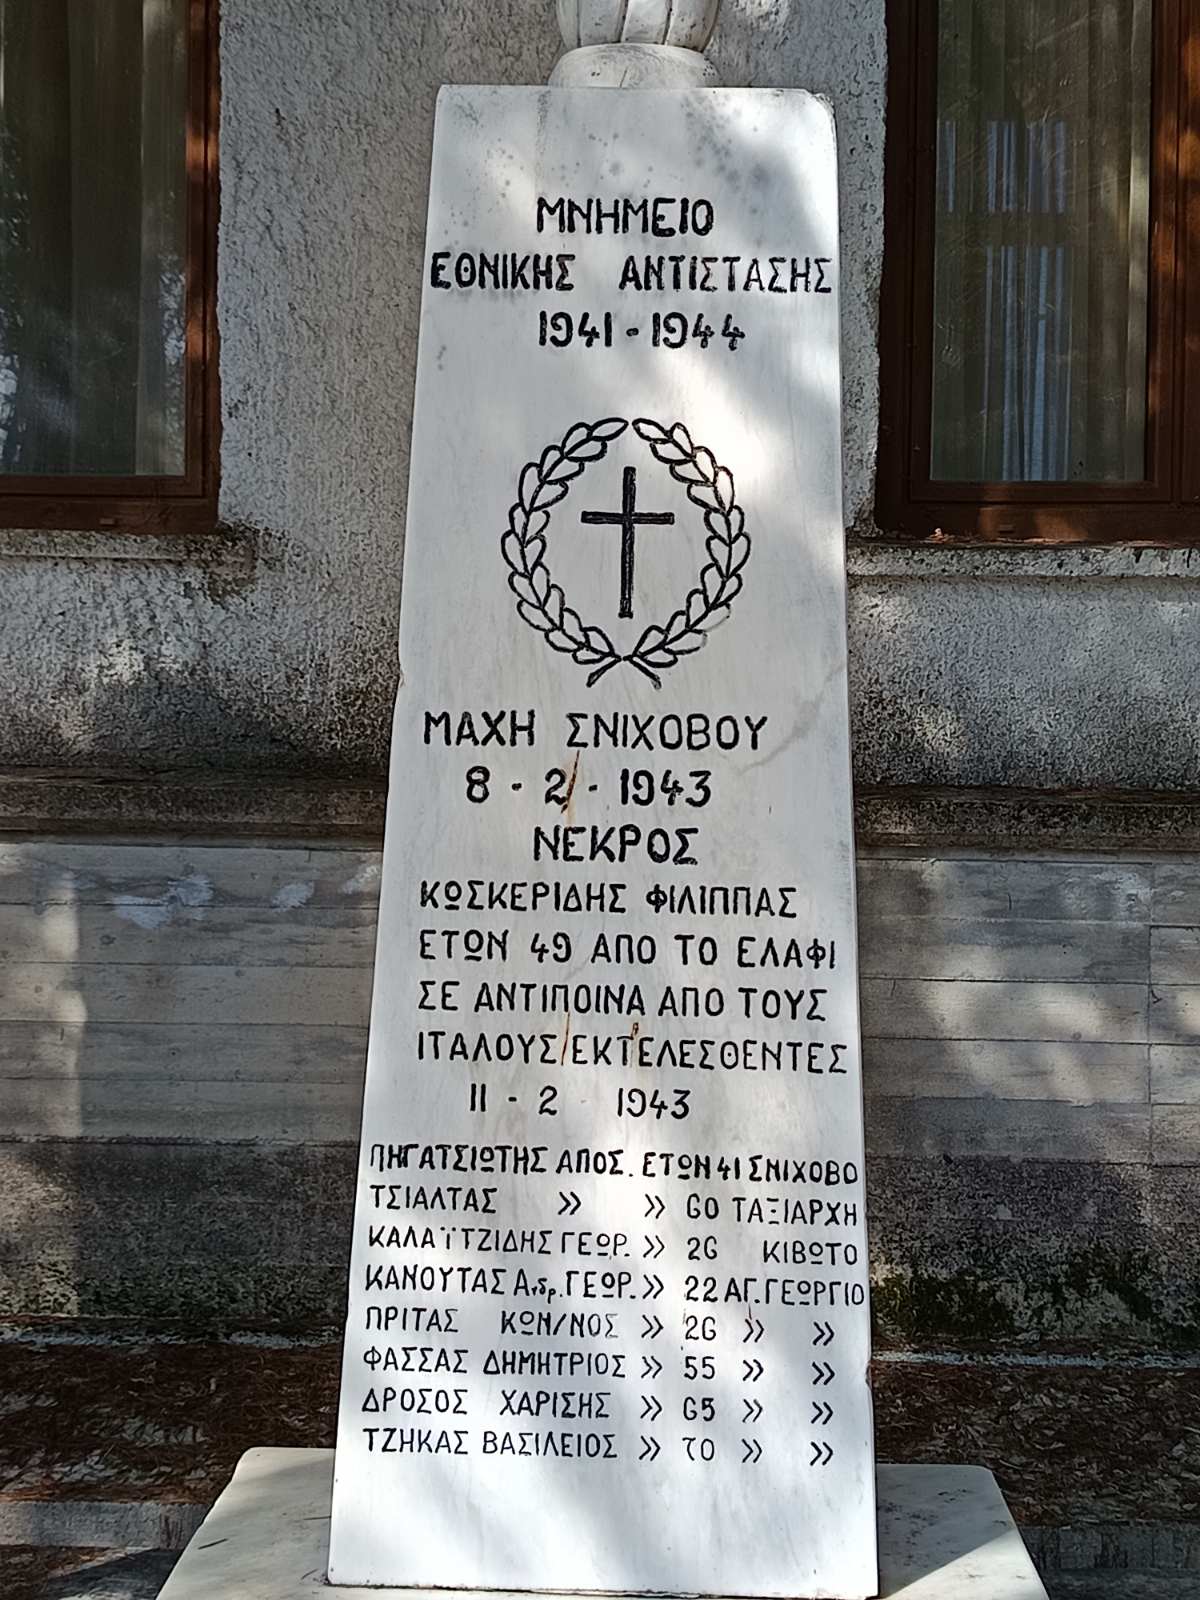 ΜΝΗΜΕΙΟ
ΕΘΝΙΚΗΣ ΑΝΤΙΣΤΑΣΗΣ
1941 - 1944
ΜΑΧΗ ΣΝΙΧΟΒΟΥ
8 - 2 - 1943
ΝΕΚΡΟΣ
ΚΩΣΚΕΡΙΔΗΣ ΦΙΛΙΠΠΑΣ
ΕΤΩΝ 49 ΑΠΟ ΤΟ ΕΛΑΦΙ
ΣΕ ΑΝΤΙΠΟΙΝΑ ΑΠΟ ΤΟΥΣ
ΙΤΑΛΟΥΣ ΕΚΤΕΛΕΣΘΕΝΤΕΣ
11 - 2 1943
ΠΗΓΑΤΣΙΩΤΗΣ ΑΠΟΣ. ΕΤΩΝ 41 ΣΝΙΧΟΒΟ
ΤΣΙΑΛΤΑΣ » » 60 ΤΑΞΙΑΡΧΗ
ΚΑΛΑΪΤΖΙΔΗΣ ΓΕΩΡ. » 26 ΚΙΒΩΤΟ
ΚΑΝΟΥΤΑΣ Ανδρ. ΓΕΩΡ. » 22 ΑΓ. ΓΕΩΡΓΙΟ
ΠΡΙΤΑΣ ΚΩΝ/ΝΟΣ » 26 » »
ΦΑΣΣΑΣ ΔΗΜΗΤΡΙΟΣ » 55 » »
ΔΡΟΣΟΣ ΧΑΡΙΣΗΣ » 65 » »
ΤΖΗΚΑΣ ΒΑΣΙΛΕΙΟΣ » 70 » »